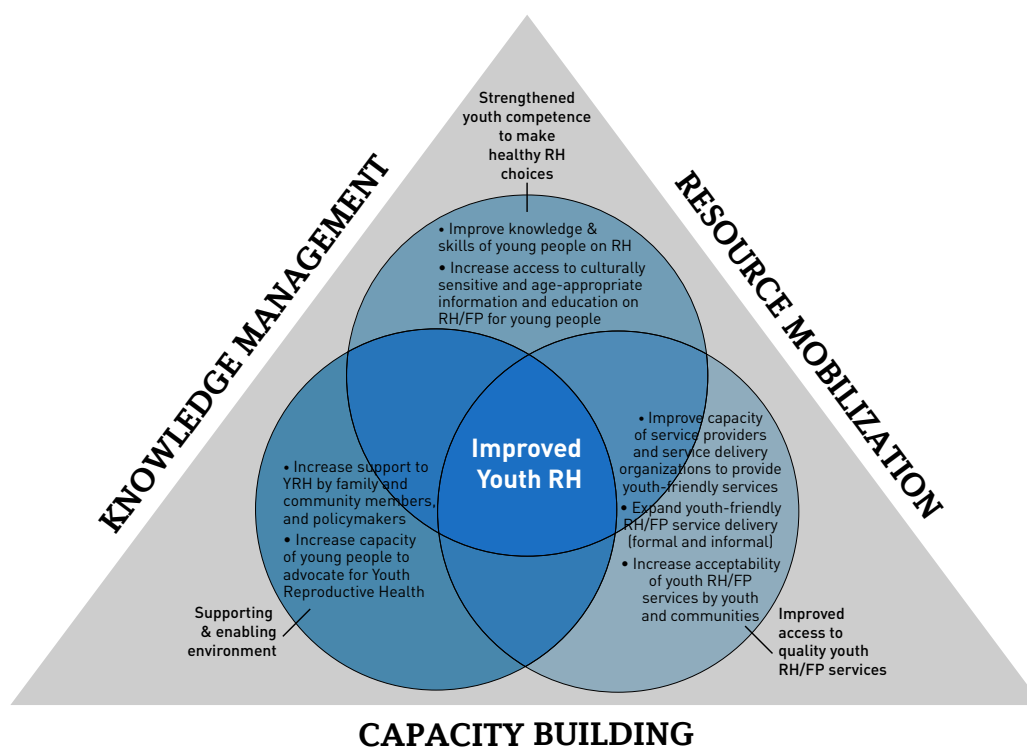 Strengthened
youth competence
to make
healthy RH
choices
KNOWLEDGE MANAGEMENT
RESOURCE MOBILIZATION
• Improve knowledge &
skills of young people on RH
• Increase access to culturally
sensitive and age-appropriate
information and education on
RH/FP for young people
Improved
Youth RH
• Increase support to
YRH by family and
community members,
and policymakers
• Increase capacity
of young people to
advocate for Youth
Reproductive Health
• Improve capacity
of service providers
and service delivery
organizations to provide
youth-friendly services
• Expand youth-friendly
RH/FP service delivery
(formal and informal)
• Increase acceptability
of youth RH/FP
services by youth
and communities
Supporting
& enabling
environment
Improved
access to
quality youth
RH/FP services
CAPACITY BUILDING